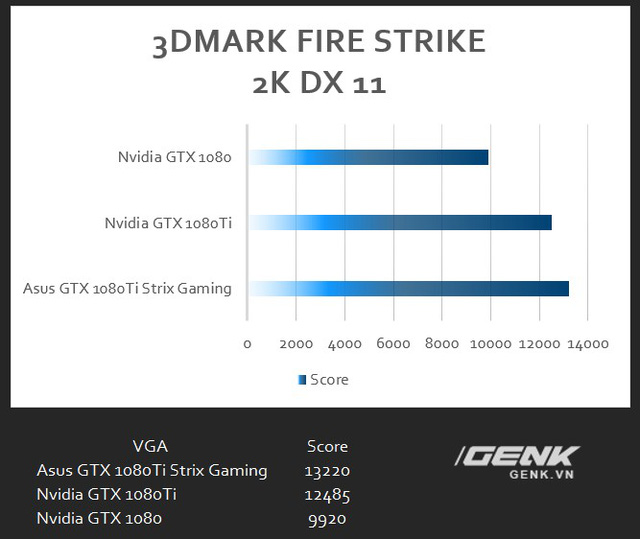 3DMARK FIRE STRIKE
2K DX 11
Nvidia GTX 1080
Nvidia GTX 1080Ti
Asus GTX 1080Ti Strix Gaming
0 2000 4000 6000 8000 10000 12000 14000
Score
VGA Score
Asus GTX 1080Ti Strix Gaming 13220
Nvidia GTX 1080Ti 12485
Nvidia GTX 1080 9920
GENK
GENK.VN